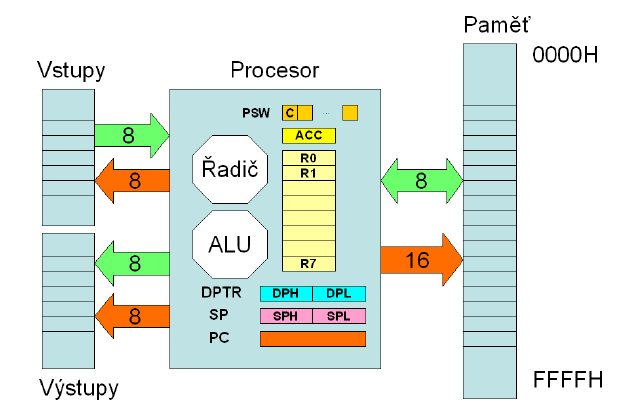 Paměť
0000H
Vstupy
Procesor
PSW C ...
8
ACC
R0
R1
Řadič
8
8
ALU
8
16
R7
DPTR DPH DPL
SP SPH SPL
8
PC
FFFFH
Výstupy